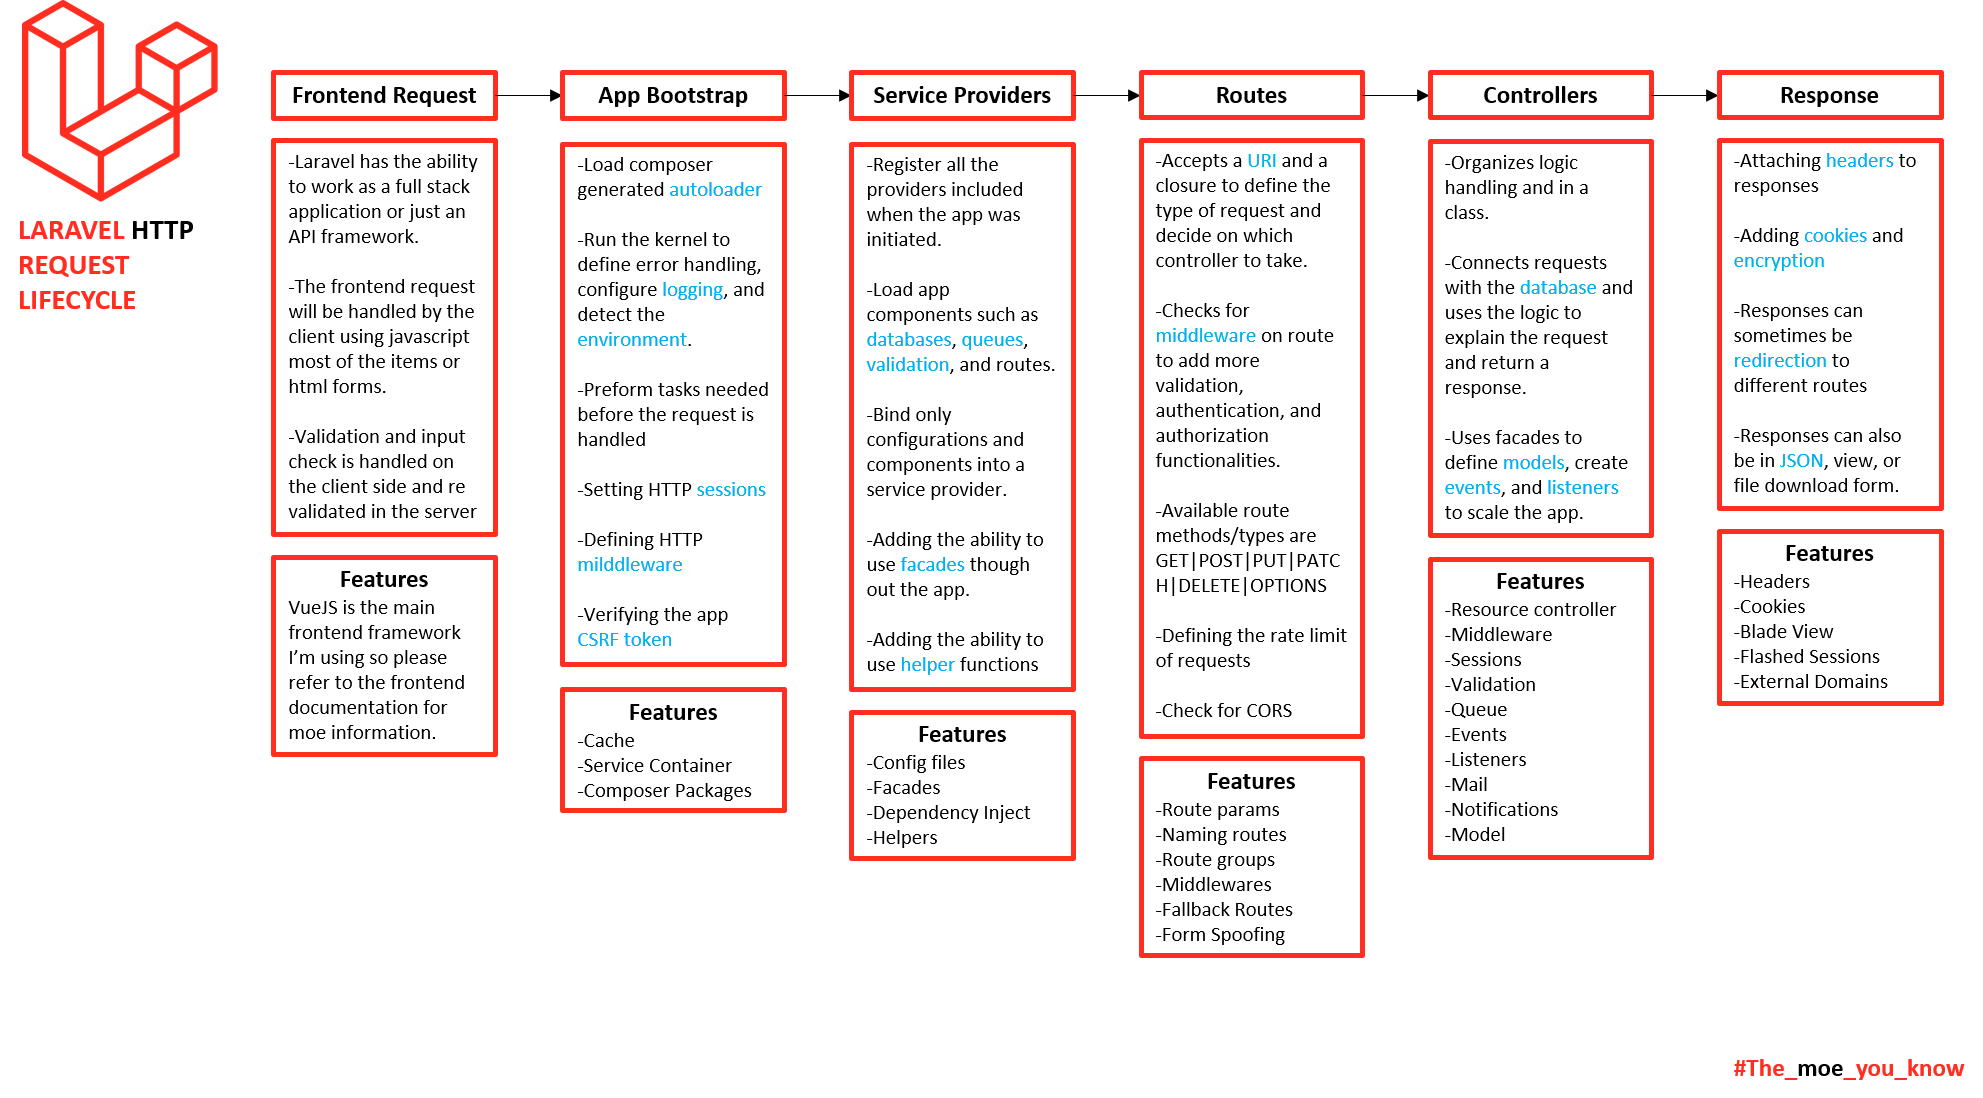 LARAVEL HTTP
REQUEST
LIFECYCLE
Frontend Request
-Laravel has the ability
to work as a full stack
application or just an
API framework.
-The frontend request
will be handled by the
client using javascript
most of the items or
html forms.
-Validation and input
check is handled on
the client side and re
validated in the server
Features
VueJS is the main
frontend framework
I'm using so please
refer to the frontend
documentation for
moe information.
App Bootstrap
-Load composer
generated autoloader
-Run the kernel to
define error handling,
configure logging, and
detect the
environment.
-Preform tasks needed
before the request is
handled
-Setting HTTP sessions
-Defining HTTP
milddleware
-Verifying the app
CSRF token
Features
-Cache
-Service Container
-Composer Packages
Service Providers
-Register all the
providers included
when the app was
initiated.
-Load app
components such as
databases, queues,
validation, and routes.
-Bind only
configurations and
components into a
service provider.
-Adding the ability to
use facades though
out the app.
-Adding the ability to
use helper functions
Features
-Config files
-Facades
-Dependency Inject
-Helpers
Routes
-Accepts a URI and a
closure to define the
type of request and
decide on which
controller to take.
-Checks for
middleware on route
to add more
validation,
authentication, and
authorization
functionalities.
-Available route
methods/types are
GET|POST|PUT|PATC
H|DELETE|OPTIONS
-Defining the rate limit
of requests
-Check for CORS
Features
-Route params
-Naming routes
-Route groups
-Middlewares
-Fallback Routes
-Form Spoofing
Controllers
-Organizes logic
handling and in a
class.
-Connects requests
with the database and
uses the logic to
explain the request
and return a
response.
-Uses facades to
define models, create
events, and listeners
to scale the app.
Features
-Resource controller
-Middleware
-Sessions
-Validation
-Queue
-Events
-Listeners
-Mail
-Notifications
-Model
Response
-Attaching headers to
responses
-Adding cookies and
encryption
-Responses can
sometimes be
redirection to
different routes
-Responses can also
be in JSON, view, or
file download form.
Features
-Headers
-Cookies
-Blade View
-Flashed Sessions
-External Domains
#The_moe_you_know